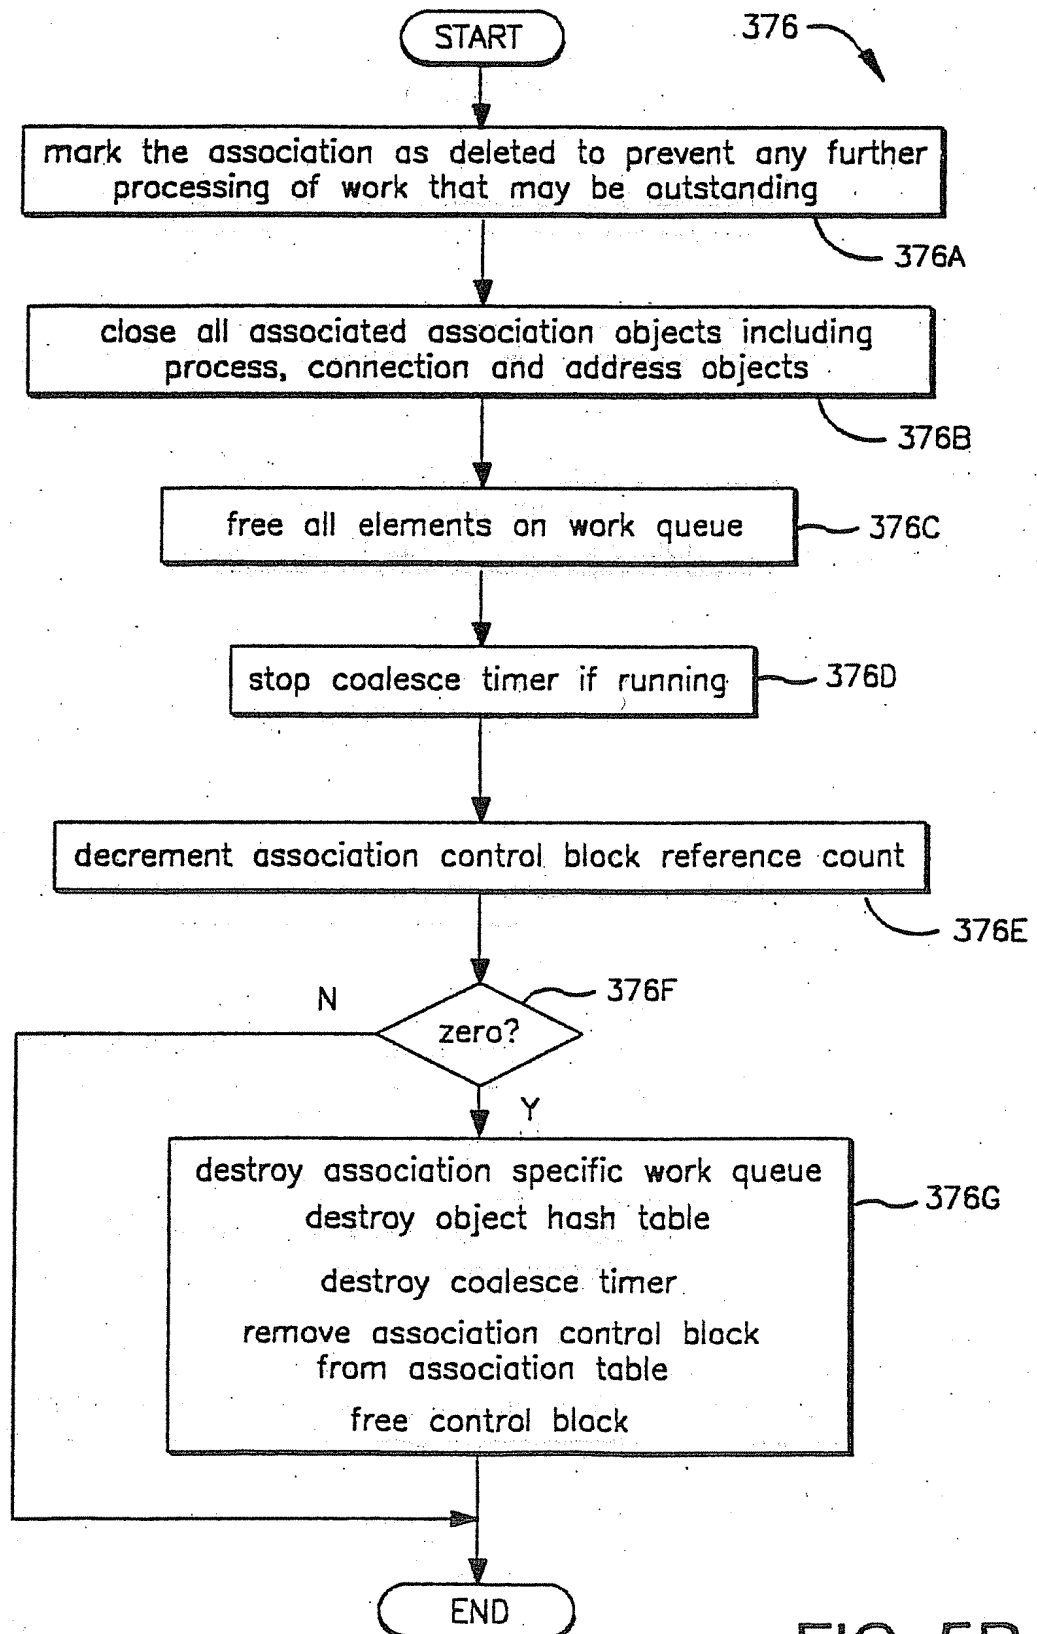 START
376
mark the association as deleted to prevent any further
processing of work that may be outstanding
376A
close all associated association objects including
process, connection and address objects
376B
free all elements on work queue
376C
stop coalesce timer if running
376D
decrement association control block reference count
376E
376F
N
zero?
Y
destroy association specific work queue
376G
destroy object hash table
destroy coalesce timer
remove association control block
from association table
free control block
END